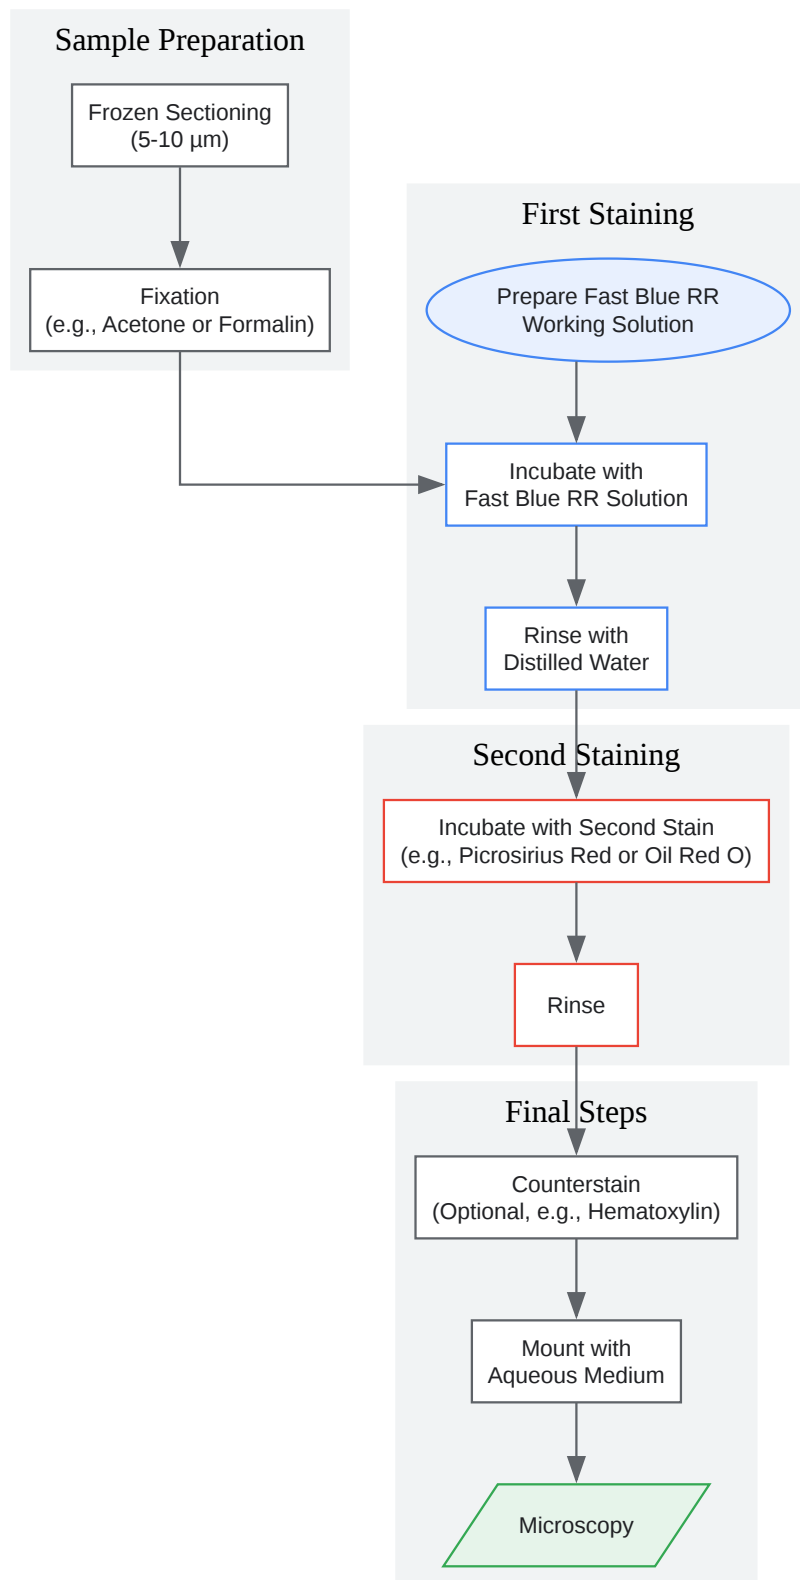 Sample Preparation
Frozen Sectioning
(5-10 µm)
Fixation
(e.g., Acetone or Formalin)
First Staining
Prepare Fast Blue RR
Working Solution
Incubate with
Fast Blue RR Solution
Rinse with
Distilled Water
Second Staining
Incubate with Second Stain
(e.g., Picrosirius Red or Oil Red O)
Rinse
Final Steps
Counterstain
(Optional, e.g., Hematoxylin)
Mount with
Aqueous Medium
Microscopy